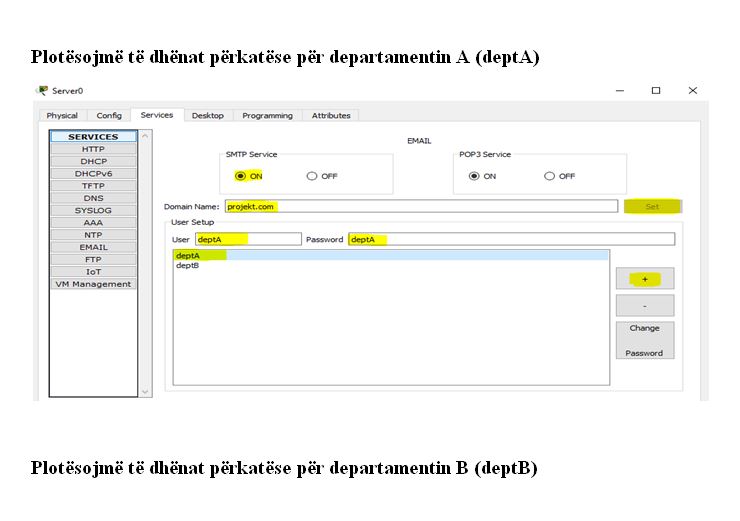 Plotësojmë të dhënat përkatëse për departamentin A (deptA)
Server0
Physical Config Services Desktop Programming Attributes
SERVICES
HTTP
DHCP
DHCPv6
TFTP
DNS
SYSLOG
AAA
NTP
EMAIL
FTP
IoT
VM Management
EMAIL
SMTP Service
ON OFF
POP3 Service
ON OFF
Domain Name: projekt.com Set
User Setup
User deptA Password deptA
deptA
deptB
+
-
Change
Password
Plotësojmë të dhënat përkatëse për departamentin B (deptB)